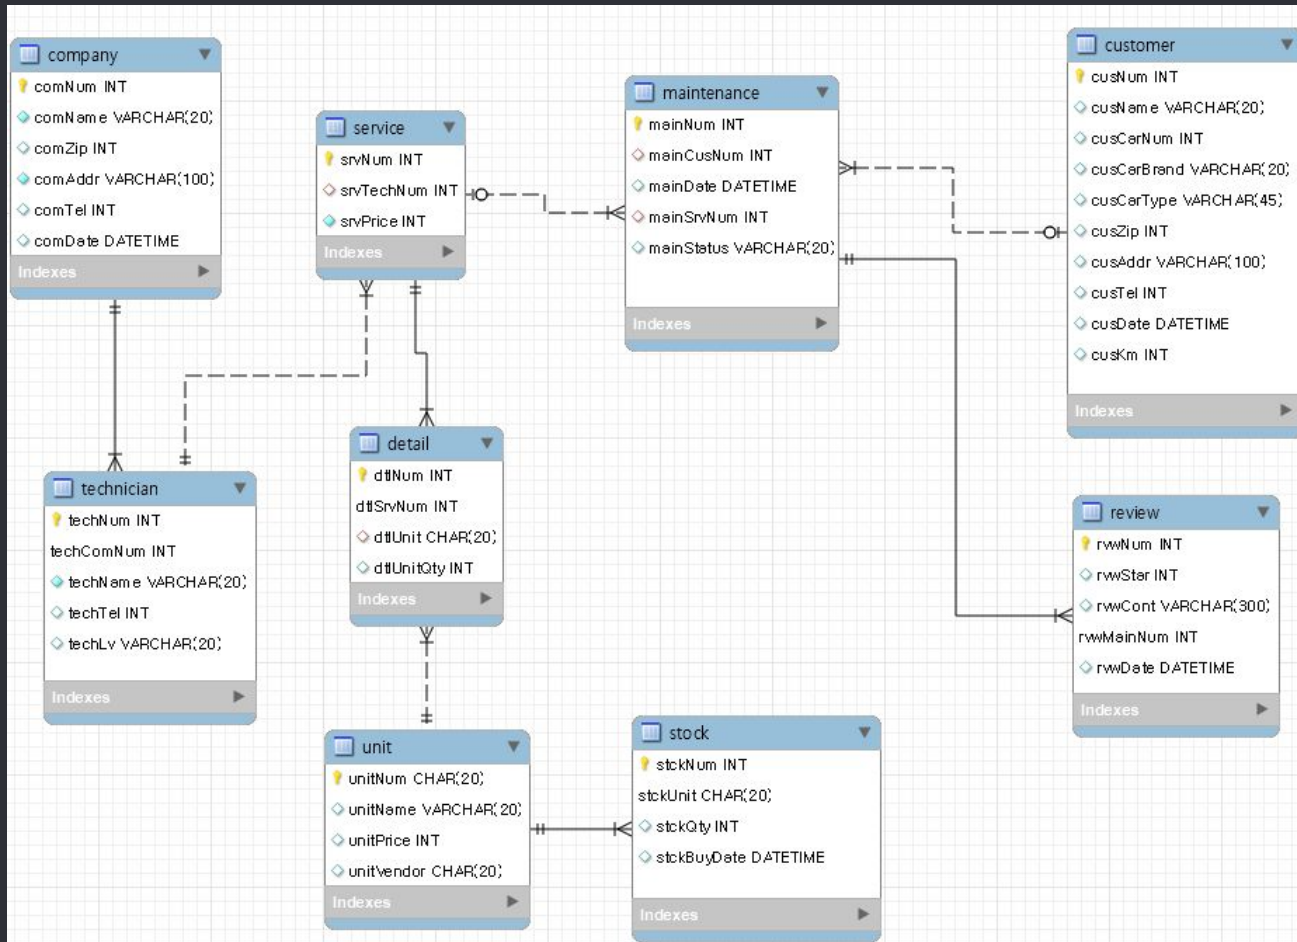 company
comNum INT
comName VARCHAR(20)
comZip INT
comAddr VARCHAR(100)
comTel INT
comDate DATETIME
Indexes
service
srvNum INT
srvTechNum INT
srvPrice INT
Indexes
maintenance
mainNum INT
mainCusNum INT
mainDate DATETIME
mainSrvNum INT
mainStatus VARCHAR(20)
Indexes
customer
cusNum INT
cusName VARCHAR(20)
cusCarNum INT
cusCarBrand VARCHAR(20)
cusCarType VARCHAR(45)
cusZip INT
cusAddr VARCHAR(100)
cusTel INT
cusDate DATETIME
cusKm INT
Indexes
technician
techNum INT
techComNum INT
techName VARCHAR(20)
techTel INT
techLv VARCHAR(20)
Indexes
detail
dtlNum INT
dtlSrvNum INT
dtlUnit CHAR(20)
dtlUnitQty INT
Indexes
review
rvwNum INT
rvwStar INT
rvwCont VARCHAR(300)
rvwMainNum INT
rvwDate DATETIME
Indexes
unit
unitNum CHAR(20)
unitName VARCHAR(20)
unitPrice INT
unitVendor CHAR(20)
Indexes
stock
stckNum INT
stckUnit CHAR(20)
stckQty INT
stckBuyDate DATETIME
Indexes